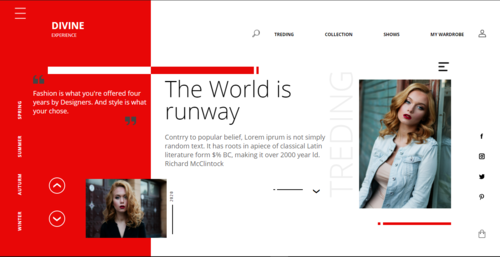 DIVINE
EXPERIENCE
TREDING
COLLECTION
SHOWS
MY WARDROBE
Fashion is what you're offered four
years by Designers. And style is what
your chose.
SPRING
SUMMER
AUTURM
WINTER
The World is
runway
Contrry to popular belief, Lorem iprum is not simply
random text. It has roots in apiece of classical Latin
literature form $% BC, making it over 2000 year ld.
Richard McClintock
2020
TREDING